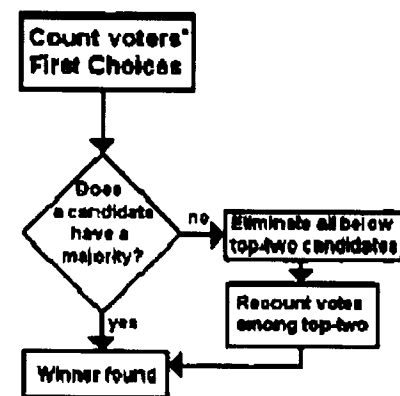 Count voters'
First Choices
Does
a candidate
have a
majority?
no
Eliminate all below
top-two candidates
Recount votes
among top-two
yes
Winner found